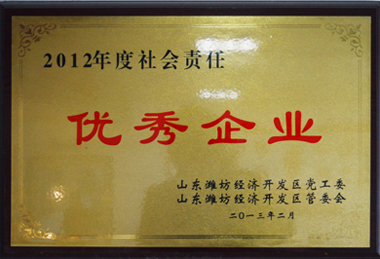 2012年度社会责任
优秀企业
山东潍坊经济开发区党工委
山东潍坊经济开发区管委会
二〇一三年二月